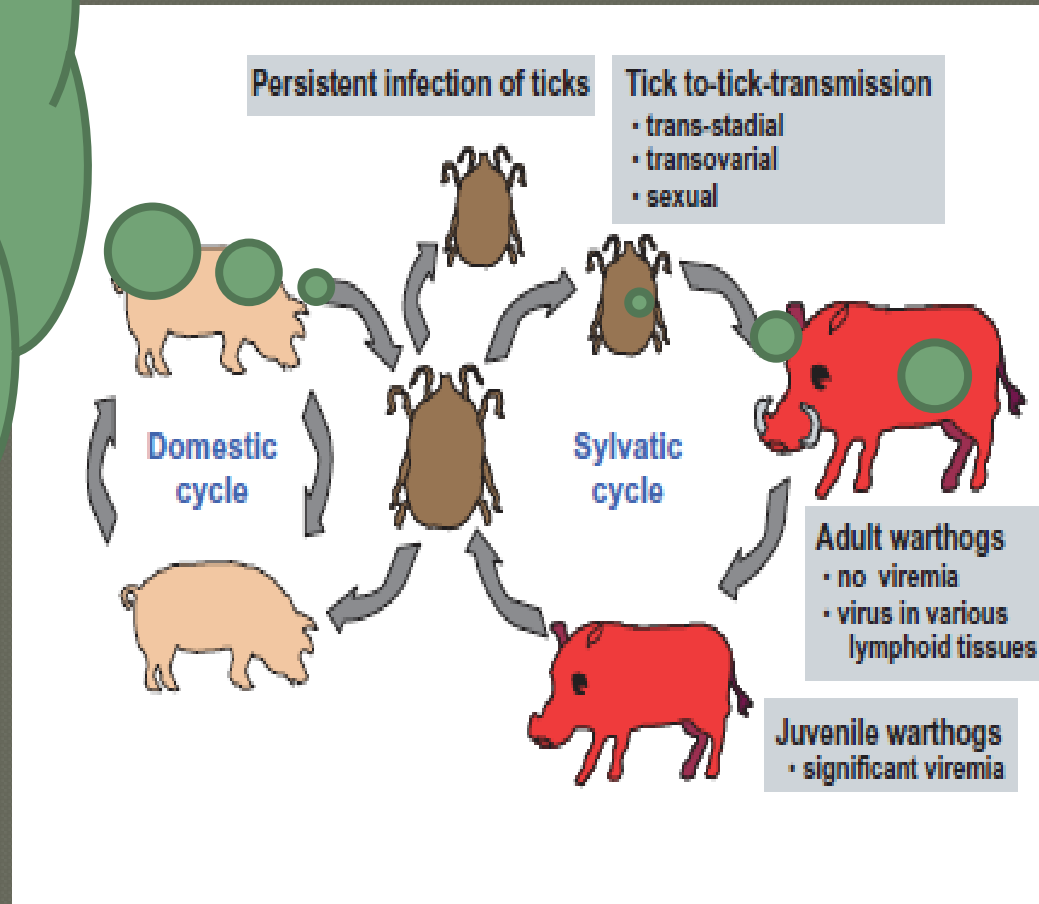 Persistent infection of ticks
Tick to-tick-transmission
· trans-stadial
· transovarial
· sexual
Domestic
cycle
Sylvatic
cycle
Adult warthogs
· no viremia
· virus in various
lymphoid tissues
Juvenile warthogs
· significant viremia